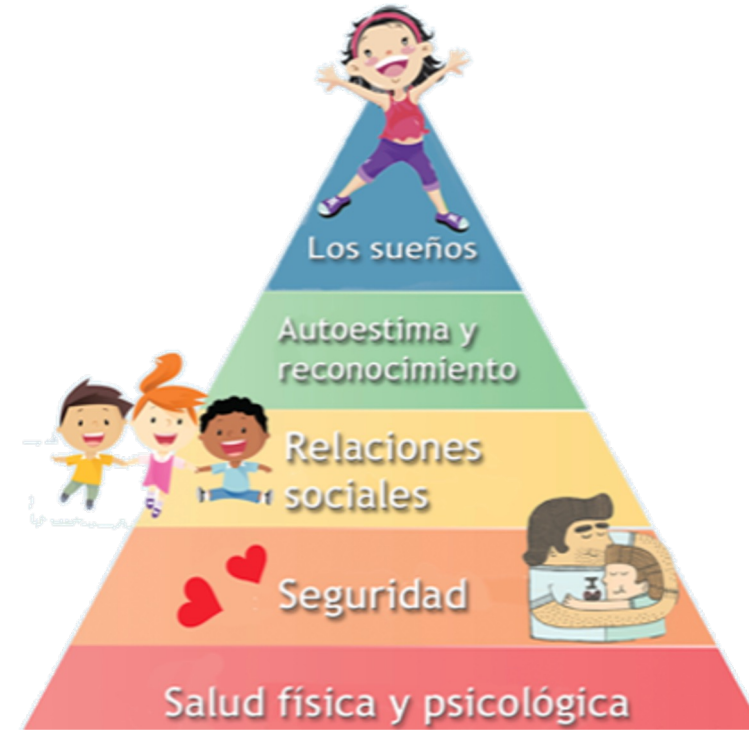 Los sueños
Autoestima y
reconocimiento
Relaciones
sociales
Seguridad
Salud física y psicológica